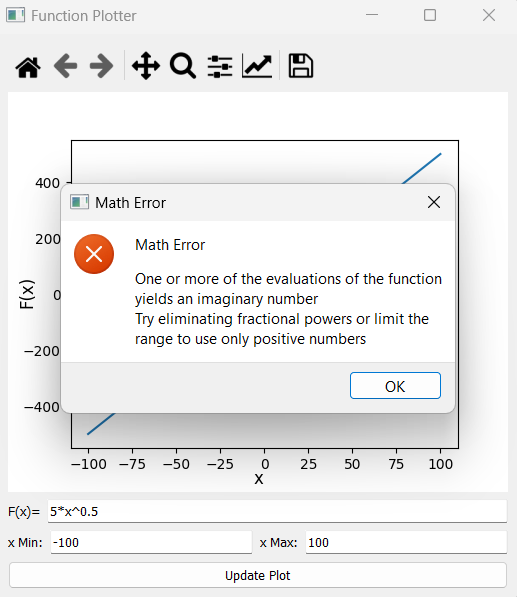 Function Plotter
400
Math Error
Math Error
200
One or more of the evaluations of the function
yields an imaginary number
Try eliminating fractional powers or limit the
range to use only positive numbers
F(x)
0
−200
OK
−400
−100 −75 −50 −25 0 25 50 75 100
x
F(x)= 5*x^0.5
x Min: -100 x Max: 100
Update Plot